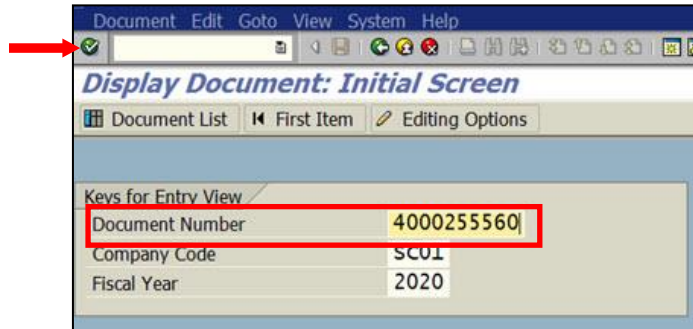 Document Edit Goto View System Help
Display Document: Initial Screen
Document List First Item Editing Options
Keys for Entry View
Document Number 4000255560
Company Code SC01
Fiscal Year 2020